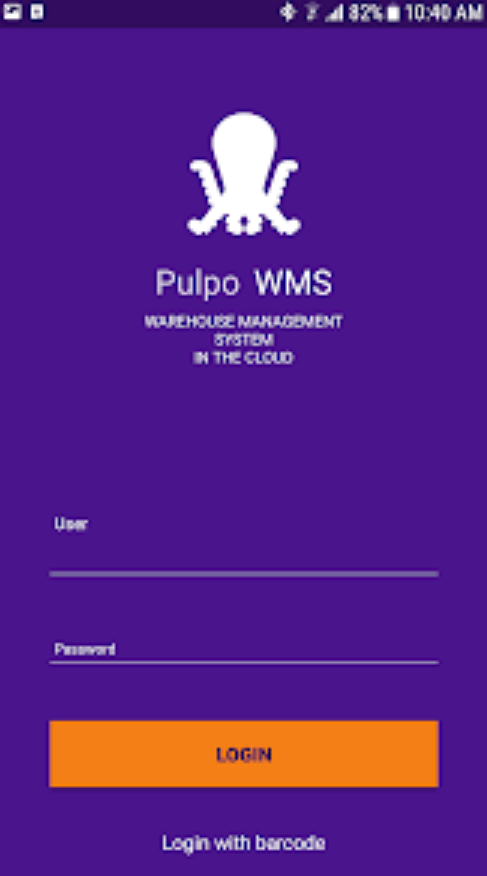 82% 10:40 AM
Pulpo WMS
WAREHOUSE MANAGEMENT
SYSTEM
IN THE CLOUD
User
Password
LOGIN
Login with barcode